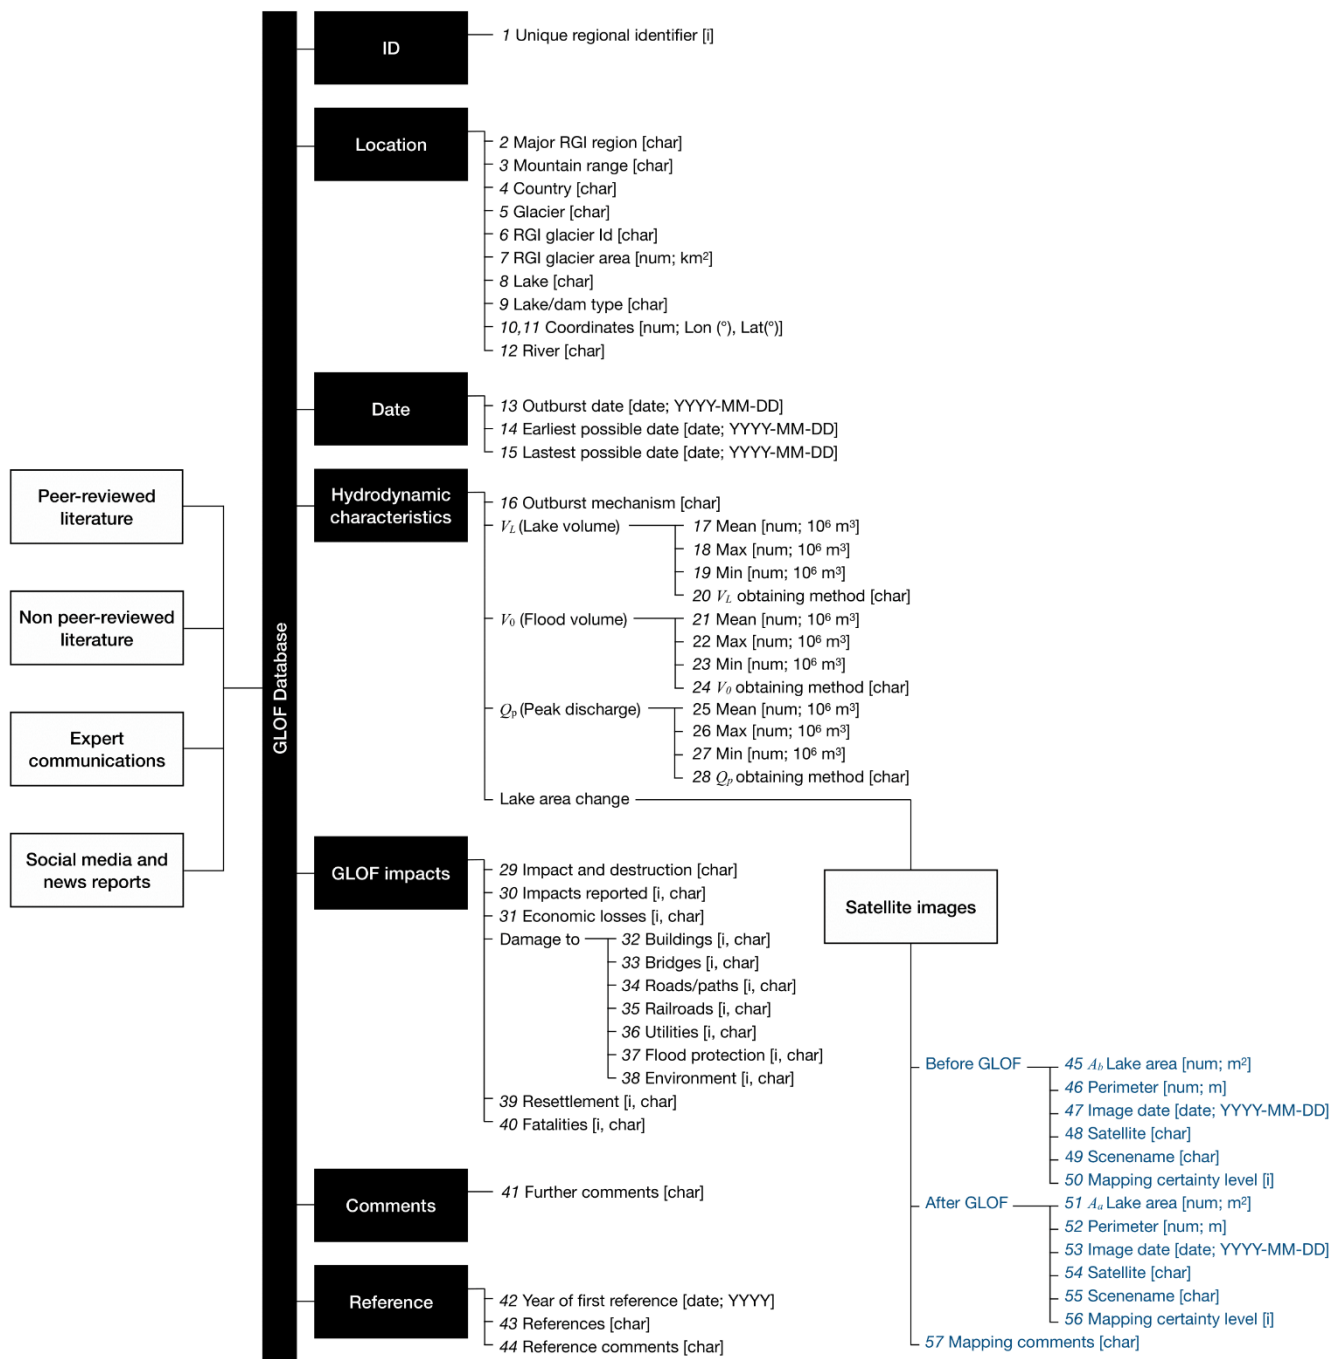 Peer-reviewed
literature
Non peer-reviewed
literature
Expert
communications
Social media and
news reports
GLOF Database
ID
1 Unique regional identifier [i]
Location
2 Major RGI region [char]
3 Mountain range [char]
4 Country [char]
5 Glacier [char]
6 RGI glacier Id [char]
7 RGI glacier area [num; km²]
8 Lake [char]
9 Lake/dam type [char]
10,11 Coordinates [num; Lon (°), Lat(°)]
12 River [char]
Date
13 Outburst date [date; YYYY-MM-DD]
14 Earliest possible date [date; YYYY-MM-DD]
15 Lastest possible date [date; YYYY-MM-DD]
Hydrodynamic
characteristics
16 Outburst mechanism [char]
V_L (Lake volume)
17 Mean [num; 10⁶ m³]
18 Max [num; 10⁶ m³]
19 Min [num; 10⁶ m³]
20 V_L obtaining method [char]
V₀ (Flood volume)
21 Mean [num; 10⁶ m³]
22 Max [num; 10⁶ m³]
23 Min [num; 10⁶ m³]
24 V₀ obtaining method [char]
Q_p (Peak discharge)
25 Mean [num; 10⁶ m³]
26 Max [num; 10⁶ m³]
27 Min [num; 10⁶ m³]
28 Q_p obtaining method [char]
Lake area change
GLOF impacts
29 Impact and destruction [char]
30 Impacts reported [i, char]
31 Economic losses [i, char]
Damage to
32 Buildings [i, char]
33 Bridges [i, char]
34 Roads/paths [i, char]
35 Railroads [i, char]
36 Utilities [i, char]
37 Flood protection [i, char]
38 Environment [i, char]
39 Resettlement [i, char]
40 Fatalities [i, char]
Comments
41 Further comments [char]
Reference
42 Year of first reference [date; YYYY]
43 References [char]
44 Reference comments [char]
Satellite images
Before GLOF
45 A_b Lake area [num; m²]
46 Perimeter [num; m]
47 Image date [date; YYYY-MM-DD]
48 Satellite [char]
49 Scenename [char]
50 Mapping certainty level [i]
After GLOF
51 A_a Lake area [num; m²]
52 Perimeter [num; m]
53 Image date [date; YYYY-MM-DD]
54 Satellite [char]
55 Scenename [char]
56 Mapping certainty level [i]
57 Mapping comments [char]